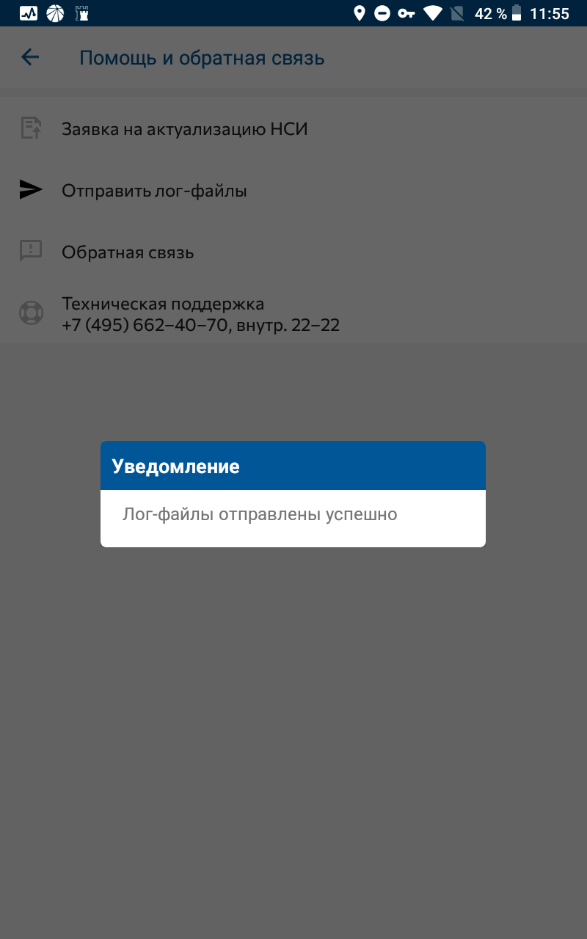 42 % 11:55
Помощь и обратная связь
Заявка на актуализацию НСИ
Отправить лог-файлы
Обратная связь
Техническая поддержка
+7 (495) 662–40–70, внутр. 22–22
Уведомление
Лог-файлы отправлены успешно